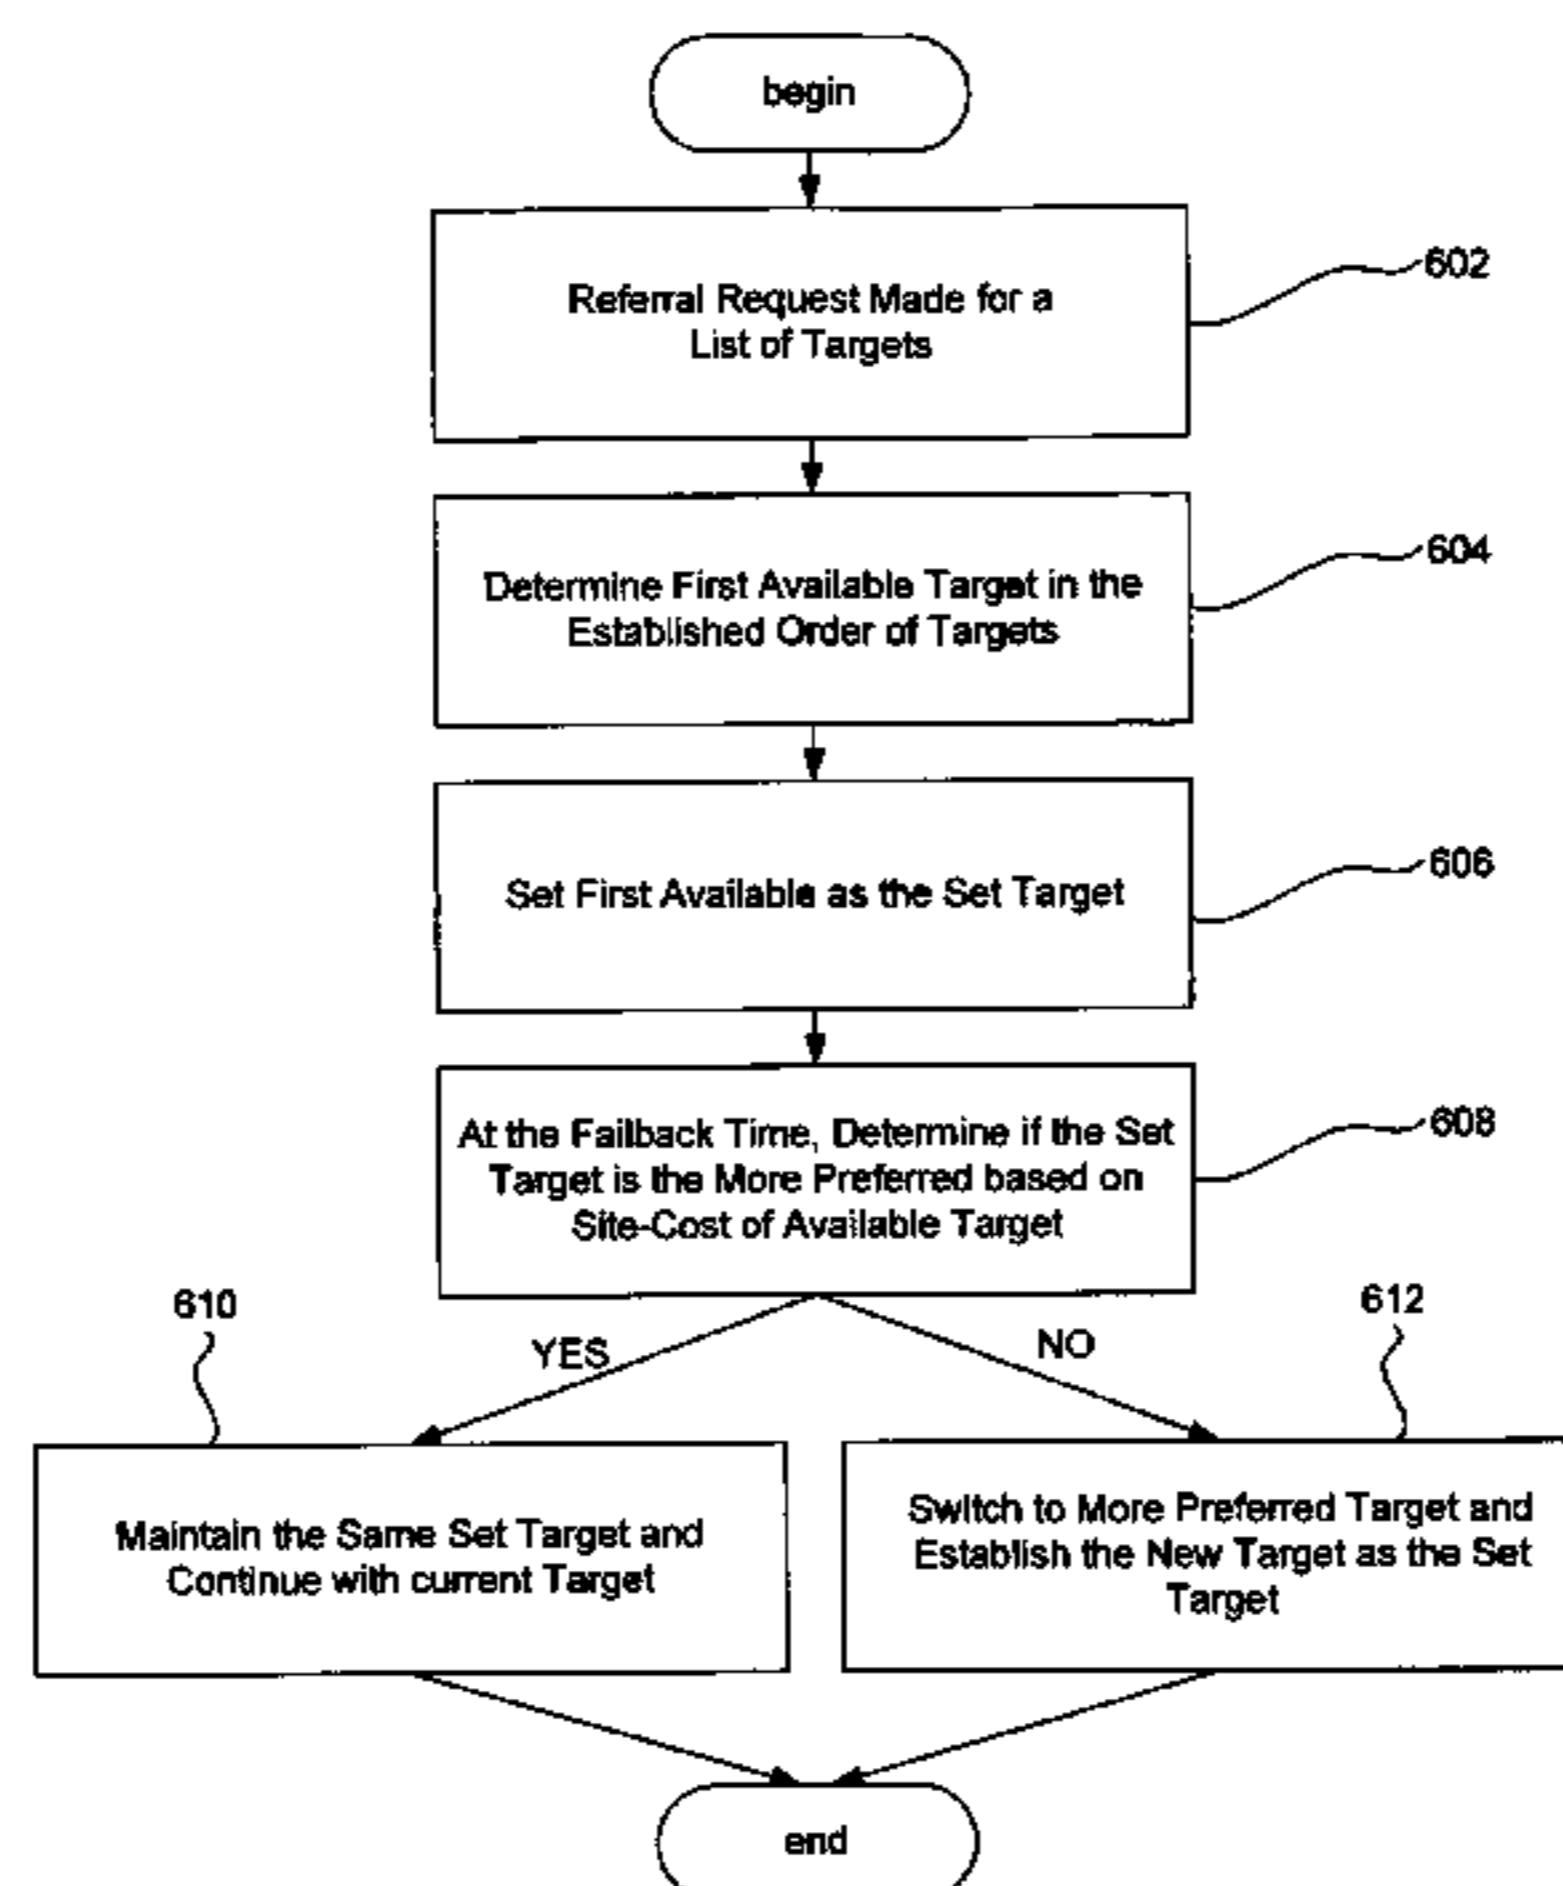 begin
Referral Request Made for a
List of Targets
602
Determine First Available Target in the
Established Order of Targets
604
Set First Available as the Set Target
606
At the Failback Time, Determine if the Set
Target is the More Preferred based on
Site-Cost of Available Target
608
610
YES
NO
612
Maintain the Same Set Target and
Continue with current Target
Switch to More Preferred Target and
Establish the New Target as the Set
Target
end